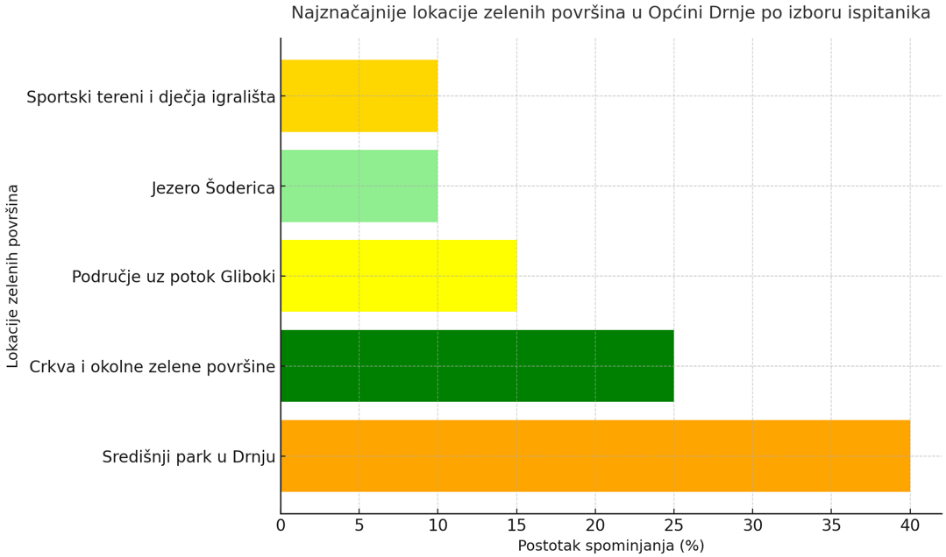 Najznačajnije lokacije zelenih površina u Općini Drnje po izboru ispitanika
Lokacije zelenih površina
Sportski tereni i dječja igrališta
Jezero Šoderica
Područje uz potok Gliboki
Crkva i okolne zelene površine
Središnji park u Drnju
0 5 10 15 20 25 30 35 40
Postotak spominjanja (%)